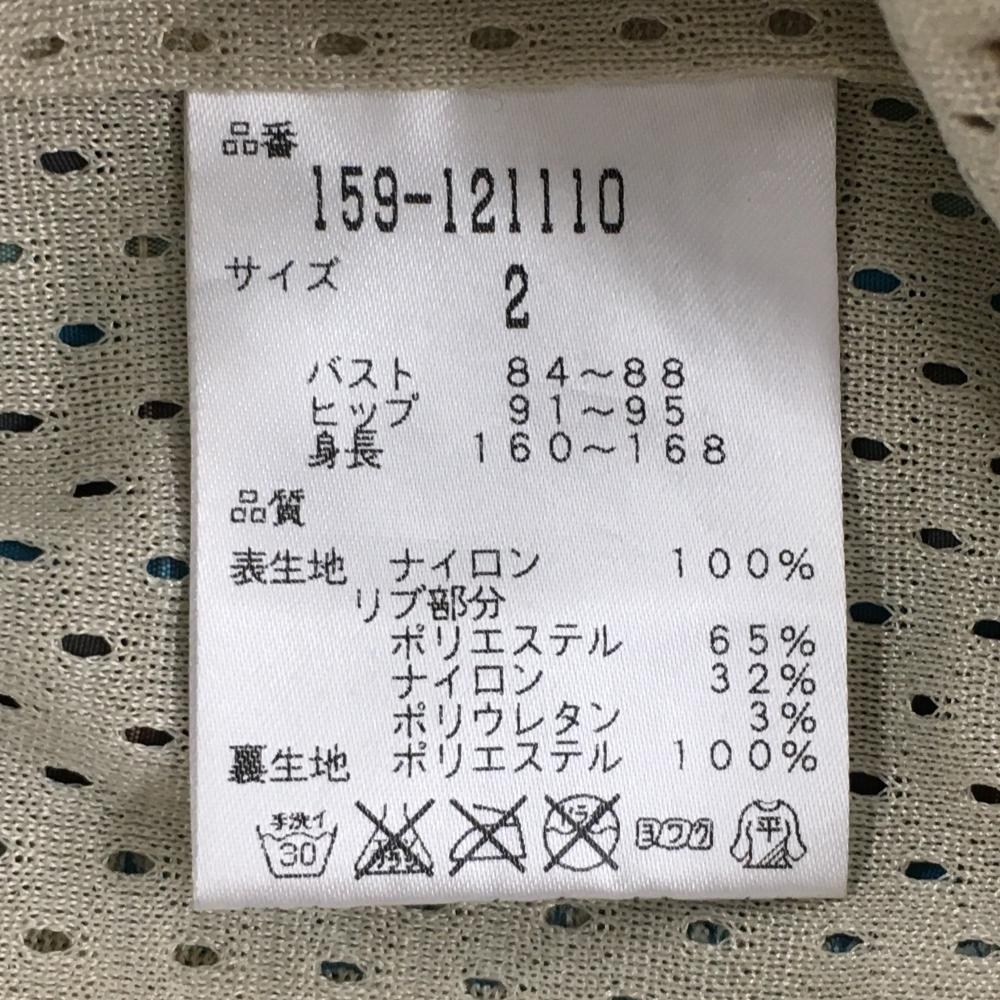 品番
159-121110
サイズ
2
バスト 84〜88
ヒップ 91〜95
身長 160〜168
品質
表生地 ナイロン 100%
リブ部分
ポリエステル 65%
ナイロン 32%
ポリウレタン 3%
裏生地 ポリエステル 100%
手洗イ 30 ヨワク 平